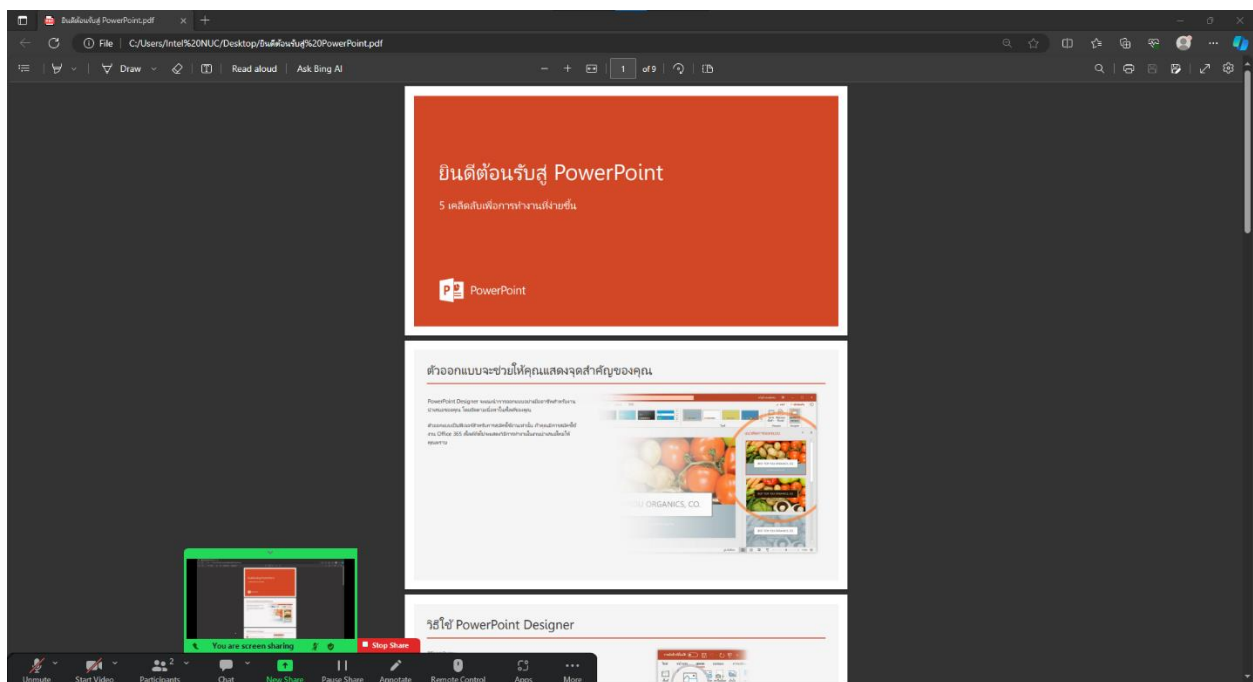 ยินดีต้อนรับสู่ PowerPoint.pdf
File
C:/Users/Intel%20NUC/Desktop/ยินดีต้อนรับสู่%20PowerPoint.pdf
Draw
Read aloud
Ask Bing AI
1 of 9
ยินดีต้อนรับสู่ PowerPoint
5 เคล็ดลับเพื่อการทำงานที่ง่ายขึ้น
PowerPoint
ตัวออกแบบจะช่วยให้คุณแสดงจุดสำคัญของคุณ
PowerPoint Designer
ORGANICS, CO.
วิธีใช้ PowerPoint Designer
You are screen sharing
Stop Share
Unmute
Start Video
Participants 2
Chat
New Share
Pause Share
Annotate
Remote Control
Apps
More